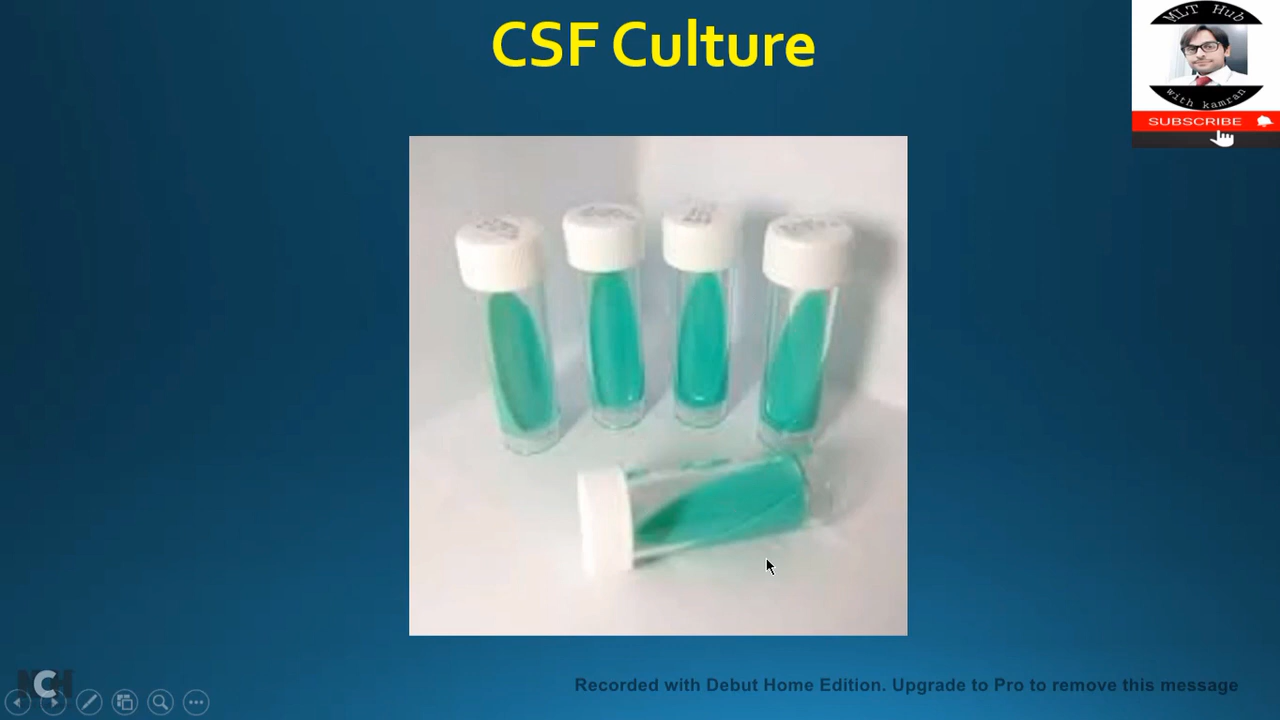 CSF Culture
MLT Hub
with kamran
SUBSCRIBE
NCH
Recorded with Debut Home Edition. Upgrade to Pro to remove this message